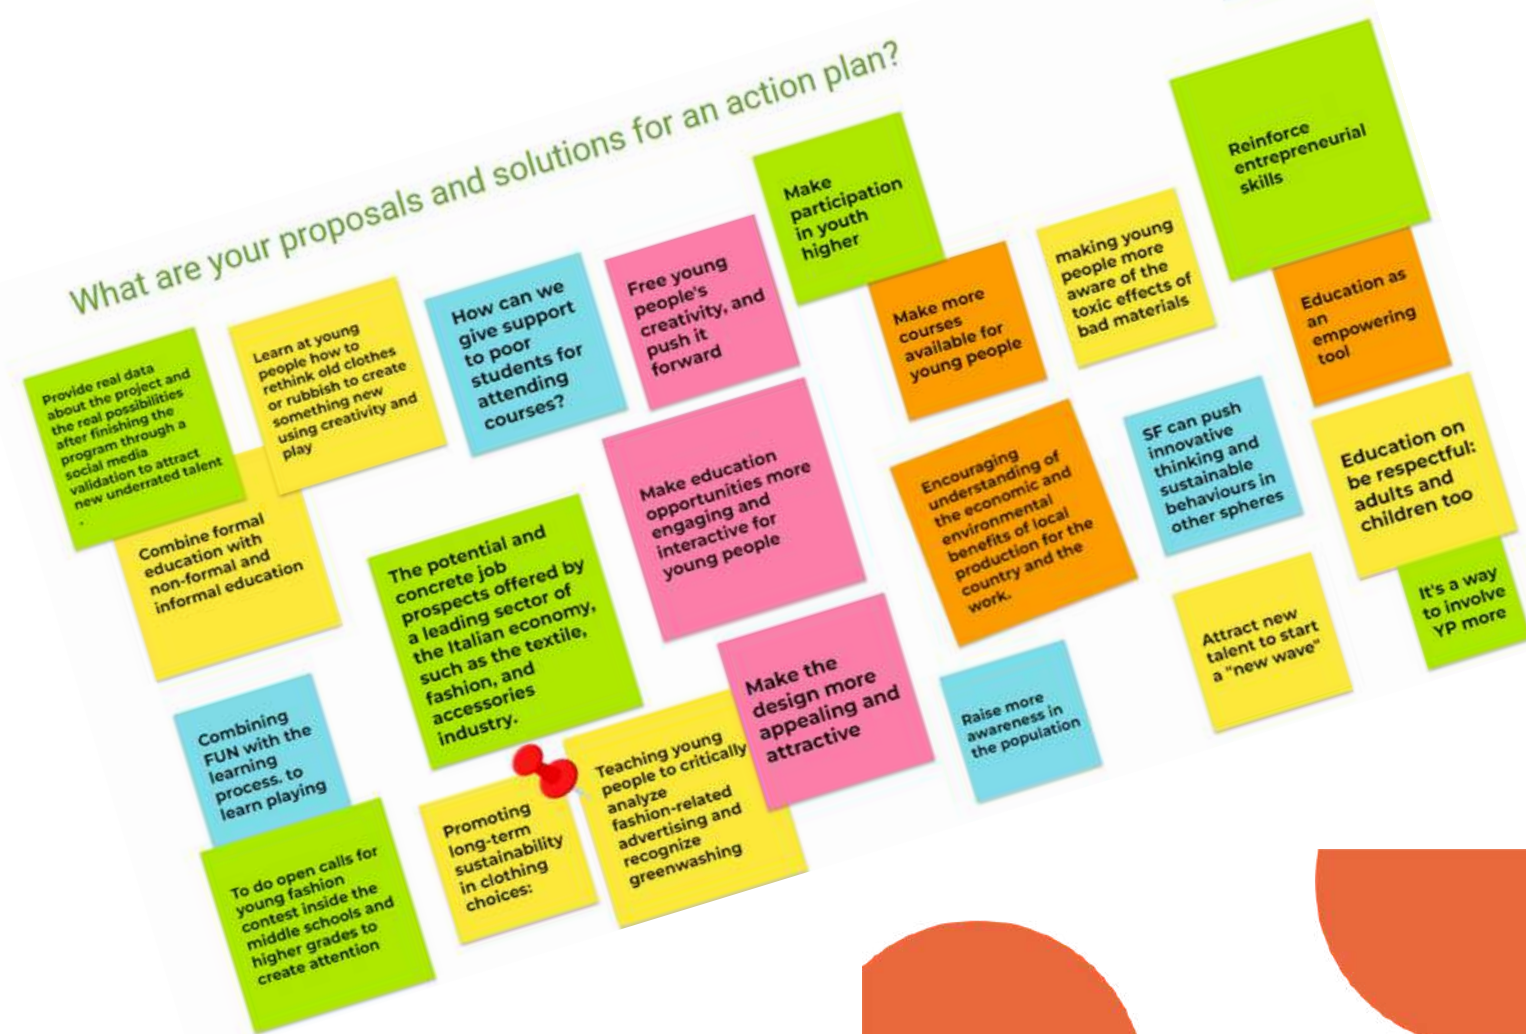 What are your proposals and solutions for an action plan?
Provide real data
about the project and
the real possibilities
after finishing the
program through a
social media
validation to attract
new underrated talent
.
Learn at young
people how to
rethink old clothes
or rubbish to create
something new
using creativity and
play
How can we
give support
to poor
students for
attending
courses?
Free young
people's
creativity, and
push it
forward
Make
participation
in youth
higher
Make more
courses
available for
young people
making young
people more
aware of the
toxic effects of
bad materials
Reinforce
entrepreneurial
skills
Education as
an
empowering
tool
Combine formal
education with
non-formal and
informal education
The potential and
concrete job
prospects offered by
a leading sector of
the Italian economy,
such as the textile,
fashion, and
accessories
industry.
Make education
opportunities more
engaging and
interactive for
young people
Encouraging
understanding of
the economic and
environmental
benefits of local
production for the
country and the
work.
SF can push
innovative
thinking and
sustainable
behaviours in
other spheres
Education on
be respectful:
adults and
children too
It's a way
to involve
YP more
Attract new
talent to start
a "new wave"
Combining
FUN with the
learning
process. to
learn playing
To do open calls for
young fashion
contest inside the
middle schools and
higher grades to
create attention
Promoting
long-term
sustainability
in clothing
choices:
Teaching young
people to critically
analyze
fashion-related
advertising and
recognize
greenwashing
Make the
design more
appealing and
attractive
Raise more
awareness in
the population